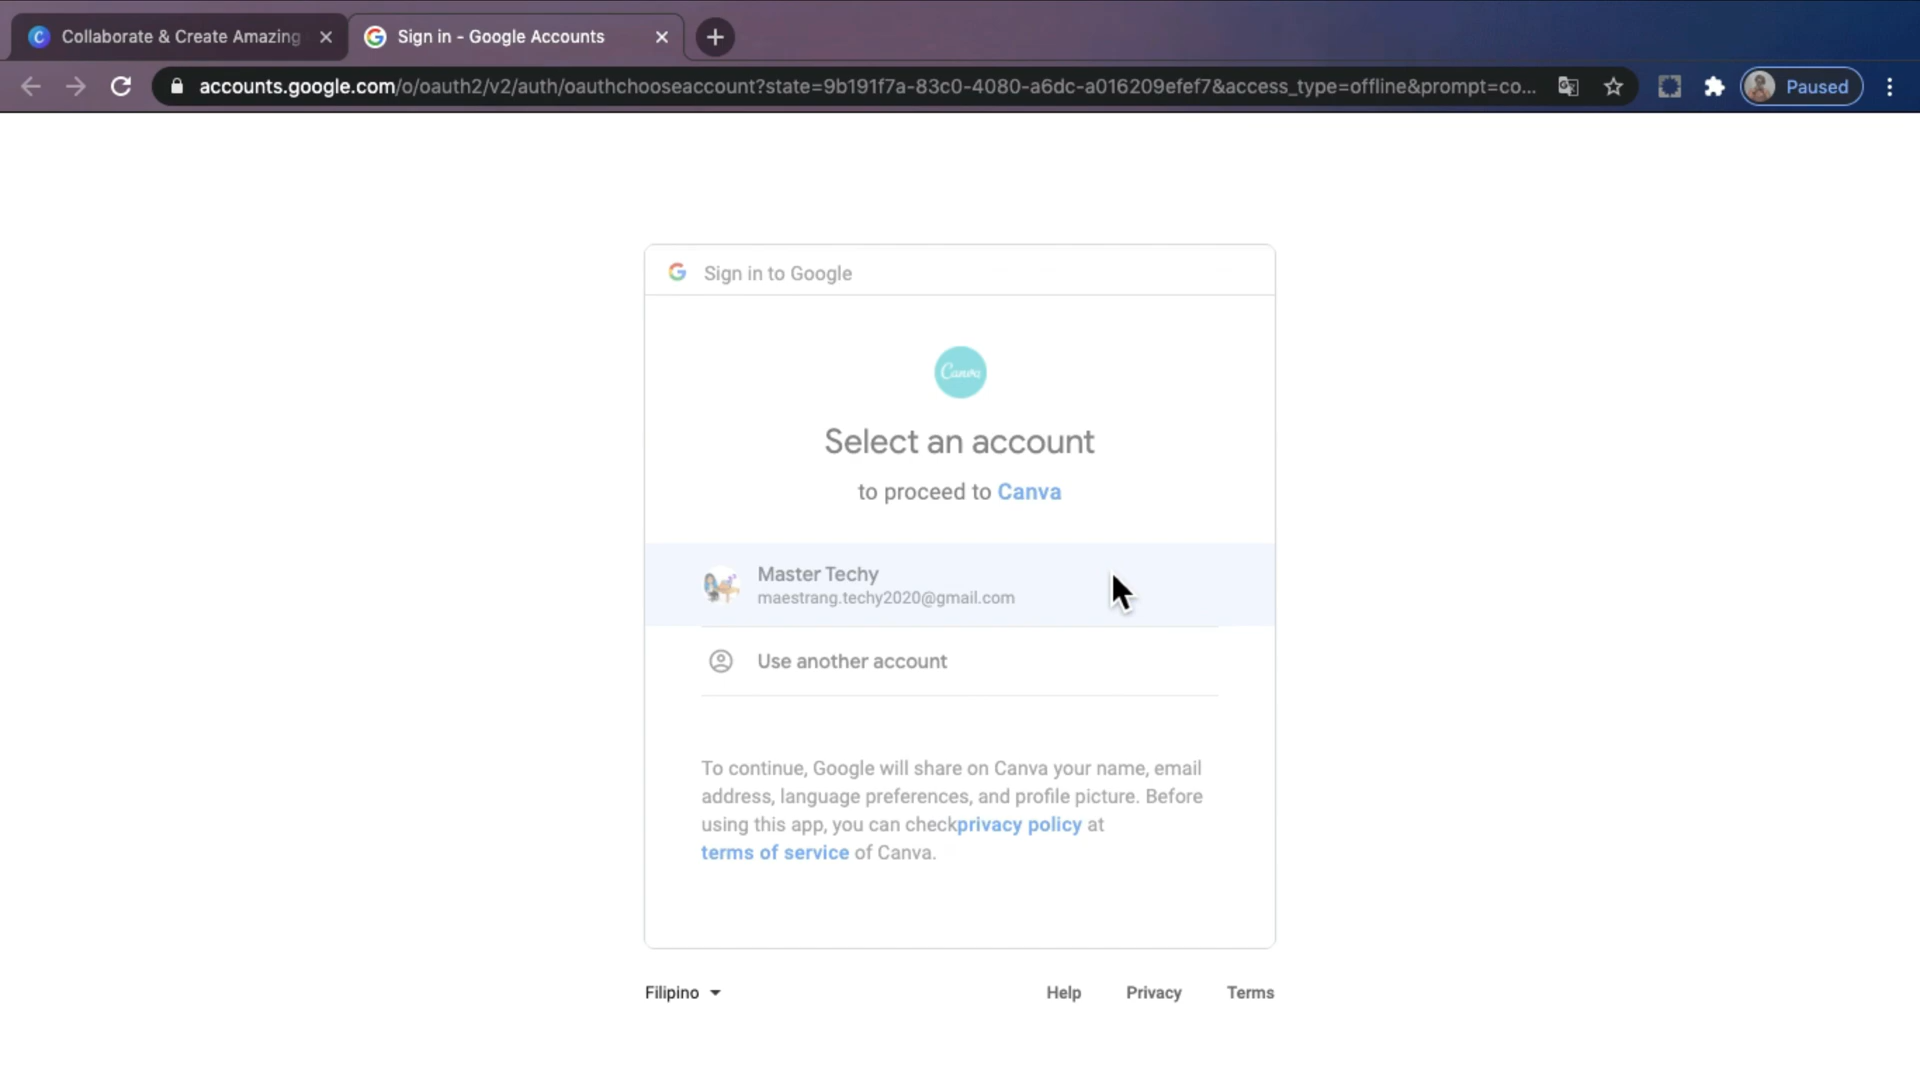 Collaborate & Create Amazing
Sign in - Google Accounts
accounts.google.com/o/oauth2/v2/auth/oauthchooseaccount?state=9b191f7a-83c0-4080-a6dc-a016209efef7&access_type=offline&prompt=co...
Paused
Sign in to Google
Canva
Select an account
to proceed to Canva
Master Techy
maestrang.techy2020@gmail.com
Use another account
To continue, Google will share on Canva your name, email
address, language preferences, and profile picture. Before
using this app, you can checkprivacy policy at
terms of service of Canva.
Filipino
Help
Privacy
Terms